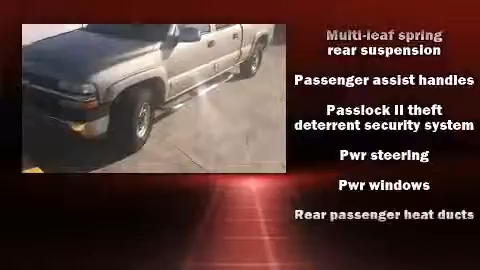 Multi-leaf spring
rear suspension
Passenger assist handles
Passlock II theft
deterrent security system
Pwr steering
Pwr windows
Rear passenger heat ducts